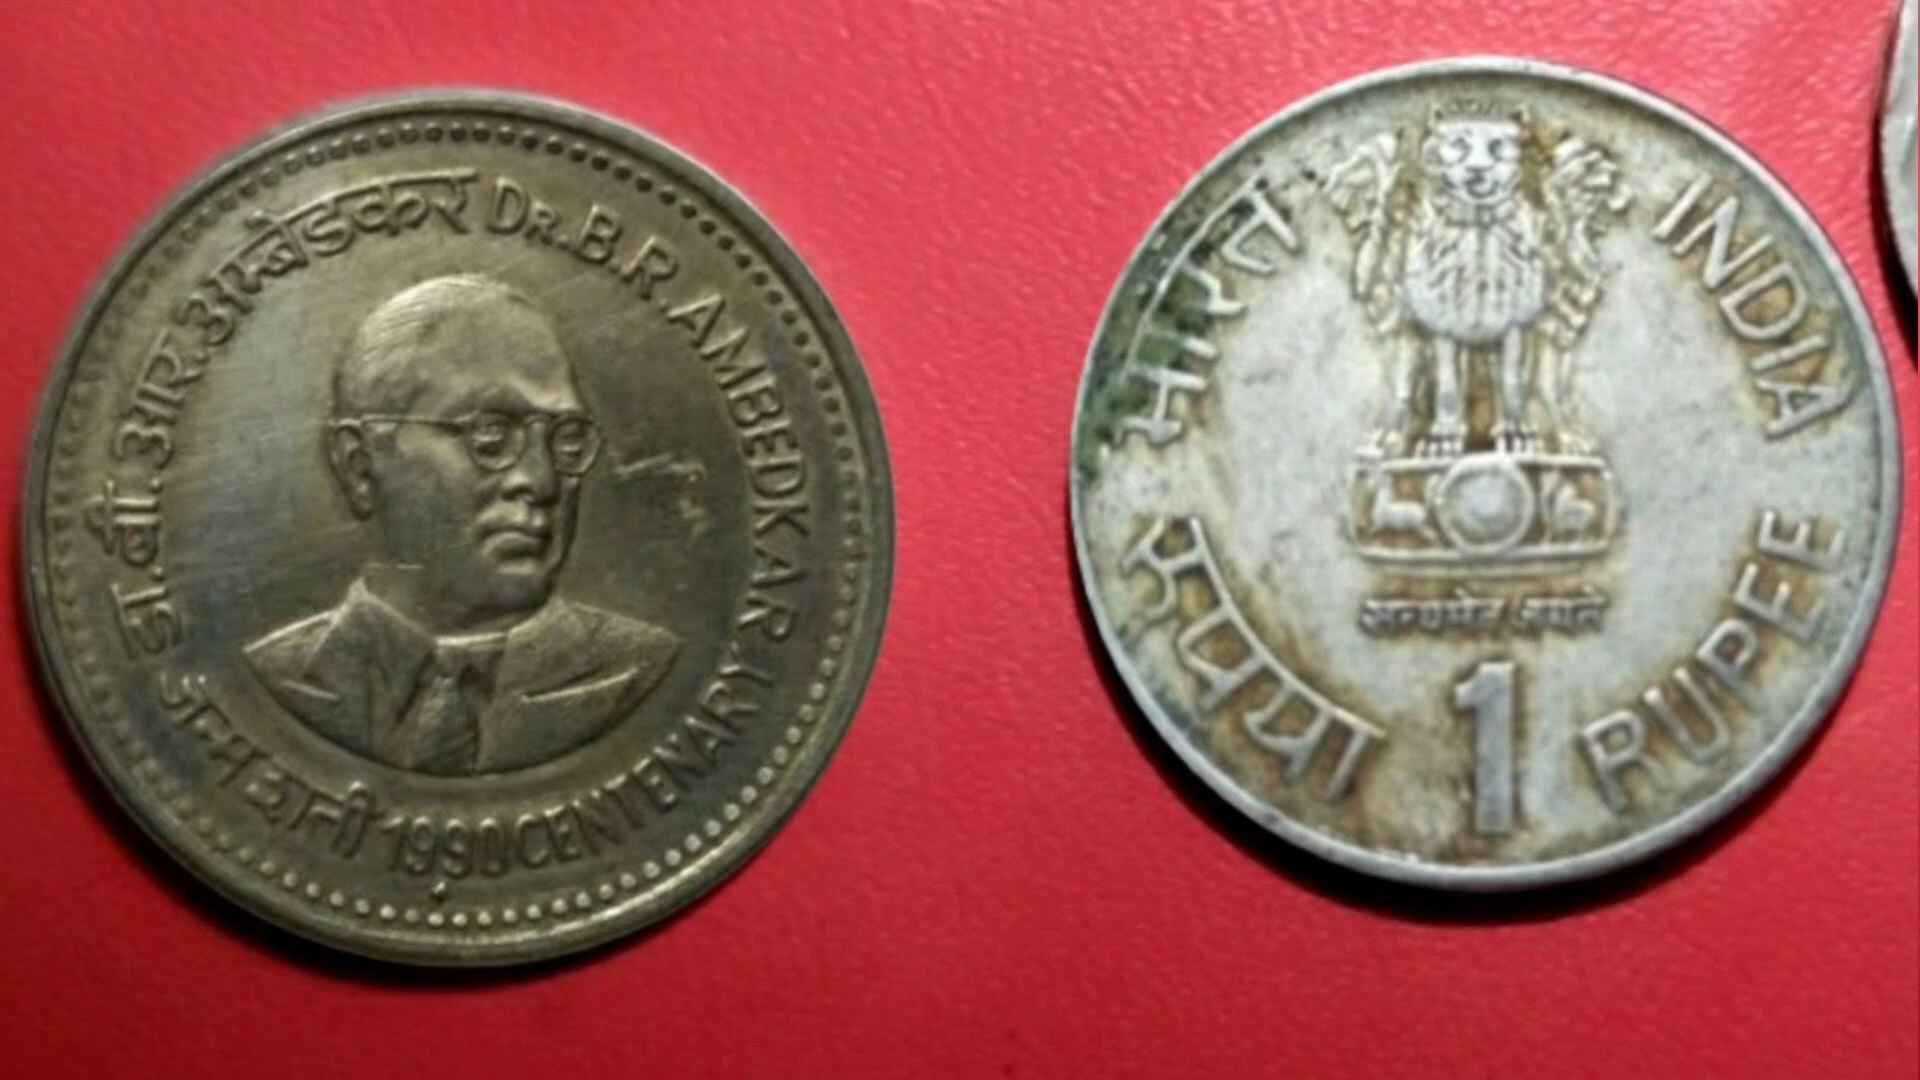 डा.बी.आर.अम्बेडकर DR.B.R.AMBEDKAR
जन्म शती 1990 CENTENARY
भारत INDIA
सत्यमेव जयते
रुपया 1 RUPEE